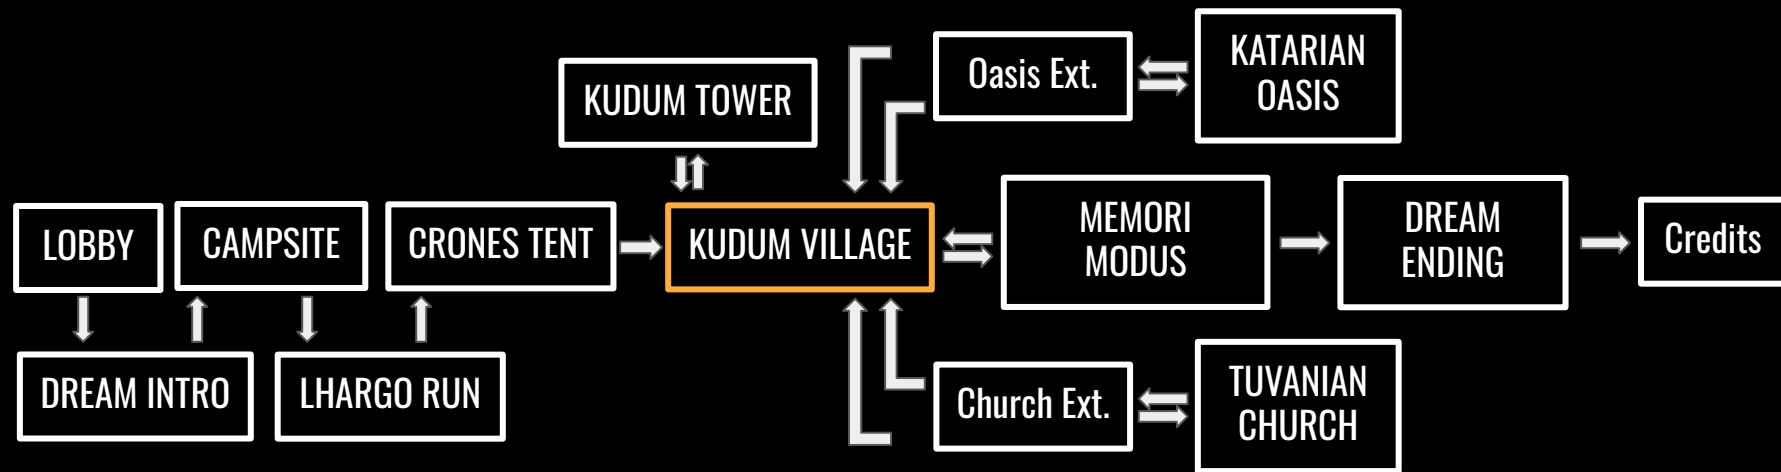 KUDUM TOWER
Oasis Ext.
KATARIAN
OASIS
LOBBY
CAMPSITE
CRONES TENT
KUDUM VILLAGE
MEMORI
MODUS
DREAM
ENDING
Credits
DREAM INTRO
LHARGO RUN
Church Ext.
TUVANIAN
CHURCH